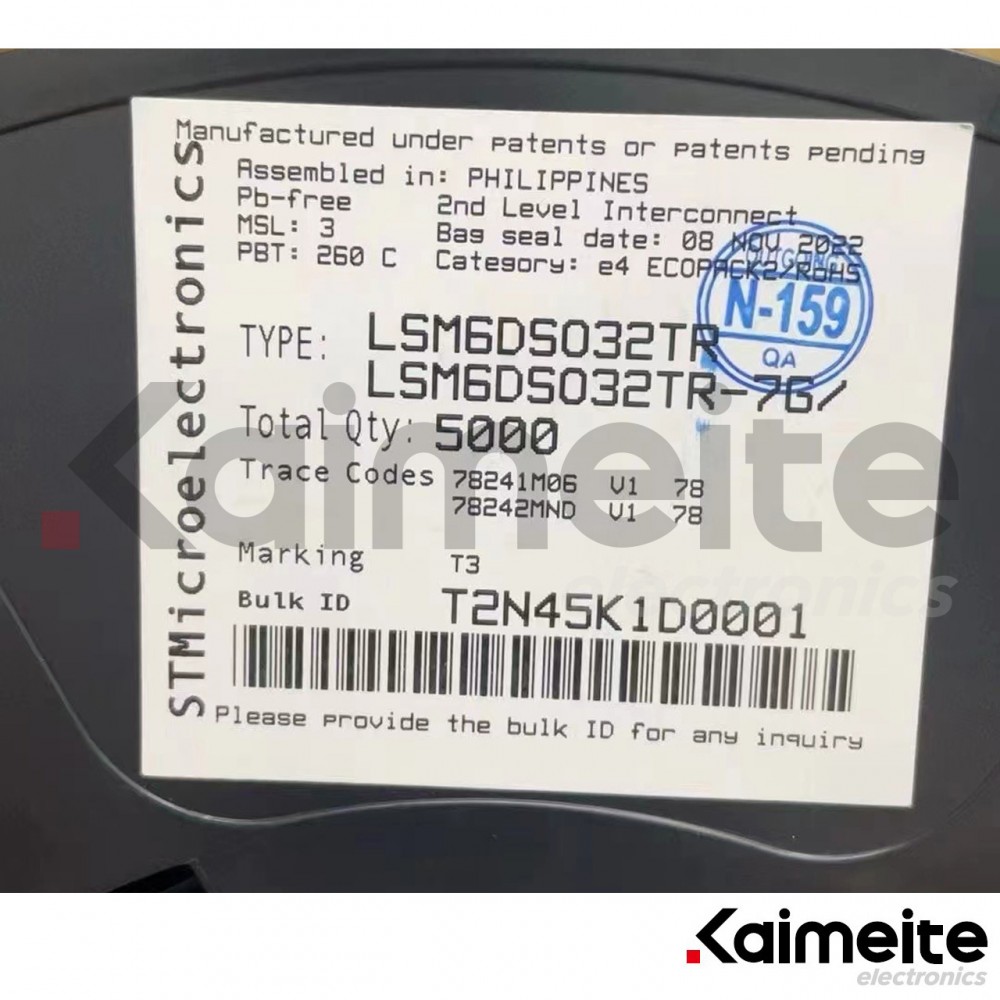 Manufactured under patents or patents pending
Assembled in: PHILIPPINES
Pb-free 2nd Level Interconnect
MSL: 3 Bag seal date: 08 NOV 2022
PBT: 260 C Category: e4 ECOPACK2/RoHS
OUTGOING
N-159
QA
STMicroelectronics
TYPE: LSM6DSO32TR
LSM6DSO32TR-7G/
Total Qty: 5000
Trace Codes 78241M06 V1 78
78242MND V1 78
Marking T3
Bulk ID T2N45K1D0001
Please provide the bulk ID for any inquiry
Kaimeite
electronics
Kaimeite
electronics